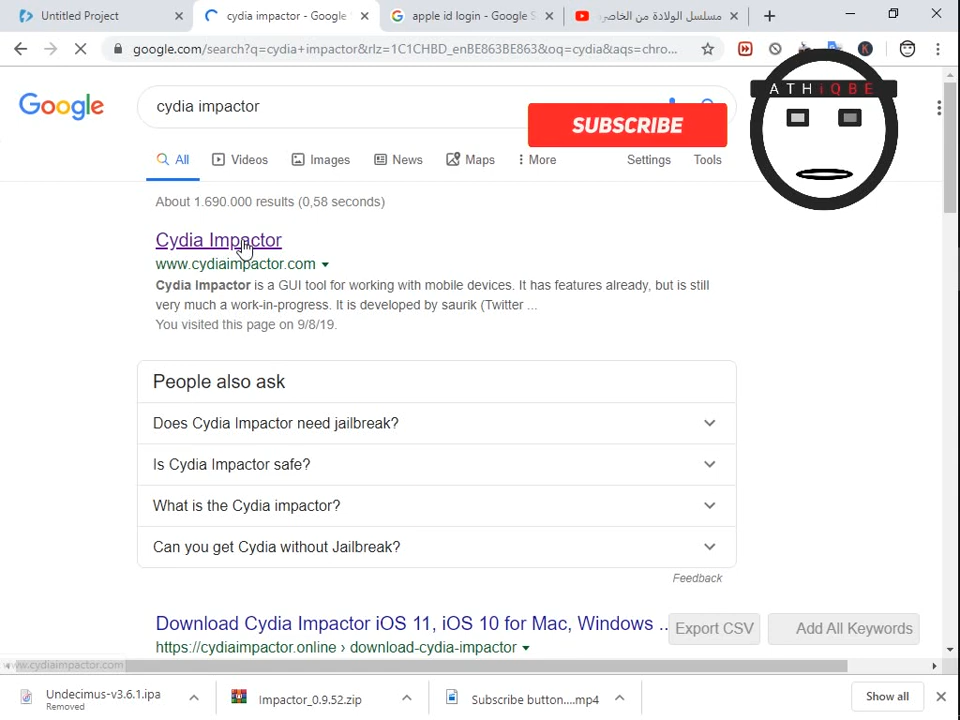 Untitled Project
cydia impactor - Google
apple id login - Google S
مسلسل الولادة من الخاصر
google.com/search?q=cydia+impactor&rlz=1C1CHBD_enBE863BE863&oq=cydia&aqs=chro...
K
Google
cydia impactor
SUBSCRIBE
ATHiQBE
All
Videos
Images
News
Maps
More
Settings
Tools
About 1.690.000 results (0,58 seconds)
Cydia Impactor
www.cydiaimpactor.com
Cydia Impactor is a GUI tool for working with mobile devices. It has features already, but is still
very much a work-in-progress. It is developed by saurik (Twitter ...
You visited this page on 9/8/19.
People also ask
Does Cydia Impactor need jailbreak?
Is Cydia Impactor safe?
What is the Cydia impactor?
Can you get Cydia without Jailbreak?
Feedback
Download Cydia Impactor iOS 11, iOS 10 for Mac, Windows ...
https://cydiaimpactor.online › download-cydia-impactor
Export CSV
Add All Keywords
www.cydiaimpactor.com
Undecimus-v3.6.1.ipa
Removed
Impactor_0.9.52.zip
Subscribe button....mp4
Show all